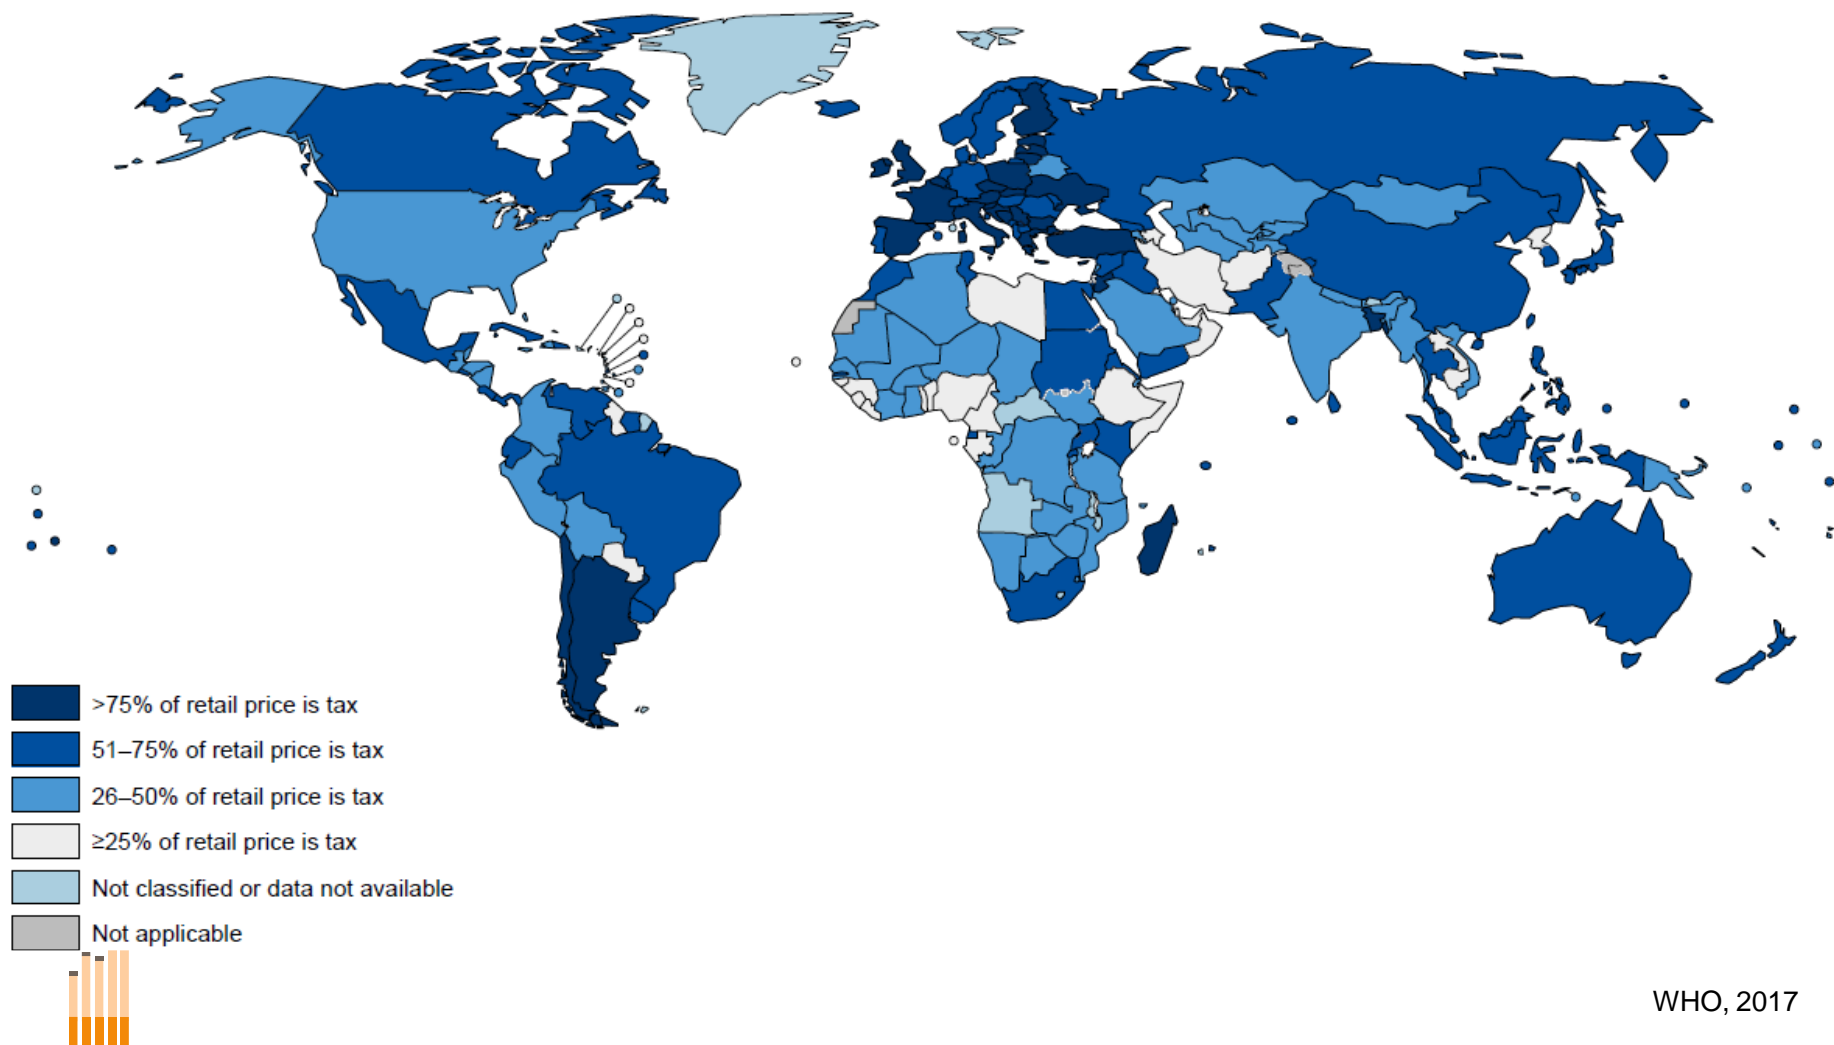 >75% of retail price is tax
51–75% of retail price is tax
26–50% of retail price is tax
≥25% of retail price is tax
Not classified or data not available
Not applicable
WHO, 2017